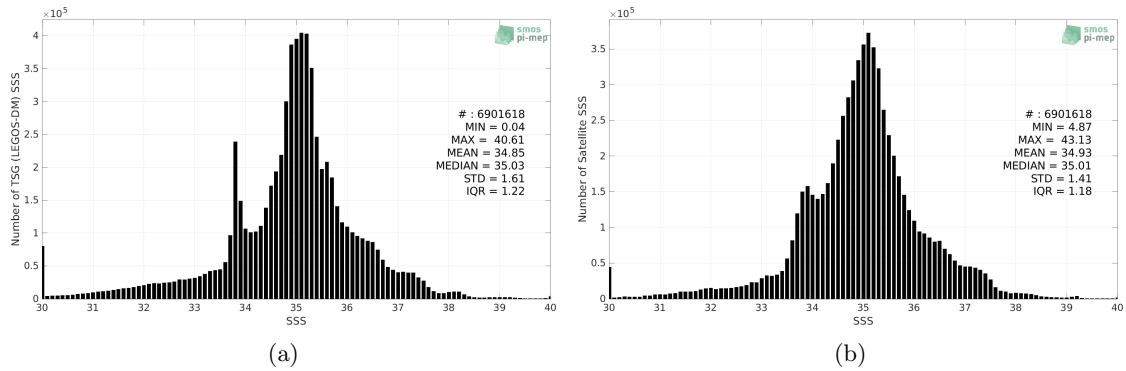 ×10⁵
4
3.5
3
2.5
2
1.5
1
0.5
0
Number of TSG (LEGOS-DM) SSS
30 31 32 33 34 35 36 37 38 39 40
SSS
smos
pi-mep
# : 6901618
MIN = 0.04
MAX = 40.61
MEAN = 34.85
MEDIAN = 35.03
STD = 1.61
IQR = 1.22
(a)
×10⁵
3.5
3
2.5
2
1.5
1
0.5
0
Number of Satellite SSS
30 31 32 33 34 35 36 37 38 39 40
SSS
smos
pi-mep
# : 6901618
MIN = 4.87
MAX = 43.13
MEAN = 34.93
MEDIAN = 35.01
STD = 1.41
IQR = 1.18
(b)